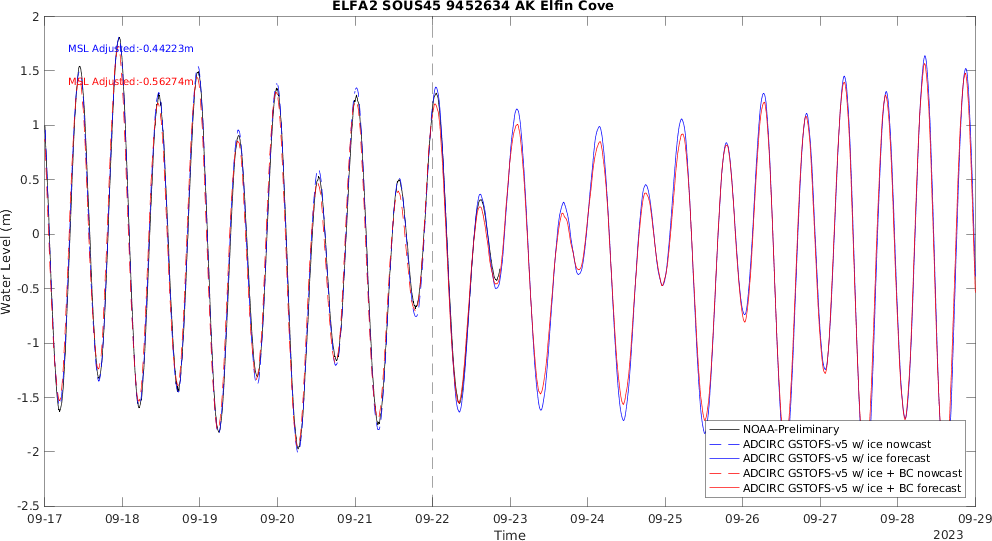 ELFA2 SOUS45 9452634 AK Elfin Cove
MSL Adjusted:-0.44223m
MSL Adjusted:-0.56274m
Water Level (m)
2
1.5
1
0.5
0
-0.5
-1
-1.5
-2
-2.5
NOAA-Preliminary
ADCIRC GSTOFS-v5 w/ ice nowcast
ADCIRC GSTOFS-v5 w/ ice forecast
ADCIRC GSTOFS-v5 w/ ice + BC nowcast
ADCIRC GSTOFS-v5 w/ ice + BC forecast
09-17 09-18 09-19 09-20 09-21 09-22 09-23 09-24 09-25 09-26 09-27 09-28 09-29
Time
2023